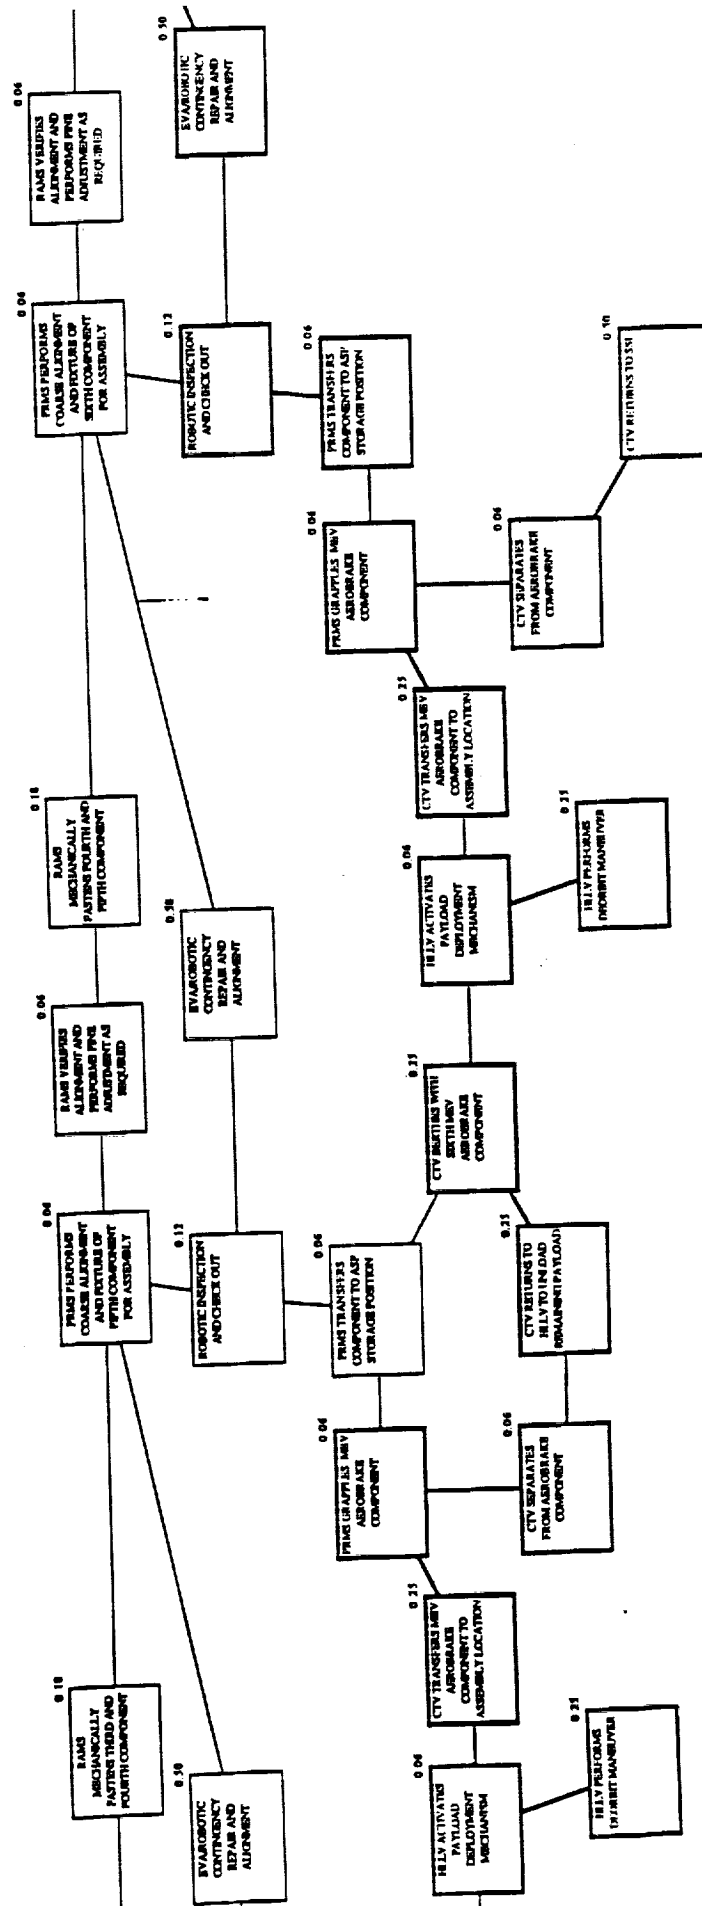 0.18
RAMS
MECHANICALLY
FASTENS THIRD AND
FOURTH COMPONENT
0.06
PRMS PERFORMS
COARSE ALIGNMENT
AND FIXTURE OF
FIFTH COMPONENT
FOR ASSEMBLY
0.06
RAMS VERIFIES
ALIGNMENT AND
PERFORMS FINE
ADJUSTMENT AS
REQUIRED
0.18
RAMS
MECHANICALLY
FASTENS FOURTH AND
FIFTH COMPONENT
0.06
PRMS PERFORMS
COARSE ALIGNMENT
AND FIXTURE OF
SIXTH COMPONENT
FOR ASSEMBLY
0.06
RAMS VERIFIES
ALIGNMENT AND
PERFORMS FINE
ADJUSTMENT AS
REQUIRED
0.50
EVA/ROBOTIC
CONTINGENCY
REPAIR AND
ALIGNMENT
0.12
ROBOTIC INSPECTION
AND CHECK OUT
0.50
EVA/ROBOTIC
CONTINGENCY
REPAIR AND
ALIGNMENT
0.12
ROBOTIC INSPECTION
AND CHECK OUT
0.50
EVA/ROBOTIC
CONTINGENCY
REPAIR AND
ALIGNMENT
0.06
PRMS GRAPPLES MEV
AEROBRAKE
COMPONENT
0.06
PRMS TRANSFERS
COMPONENT TO ASP
STORAGE POSITION
0.06
PRMS GRAPPLES MEV
AEROBRAKE
COMPONENT
0.06
PRMS TRANSFERS
COMPONENT TO ASP
STORAGE POSITION
0.06
HLLV ACTIVATES
PAYLOAD
DEPLOYMENT
MECHANISM
0.25
CTV TRANSFERS MEV
AEROBRAKE
COMPONENT TO
ASSEMBLY LOCATION
0.25
CTV BERTHS WITH
SIXTH MEV
AEROBRAKE
COMPONENT
0.06
HLLV ACTIVATES
PAYLOAD
DEPLOYMENT
MECHANISM
0.25
CTV TRANSFERS MEV
AEROBRAKE
COMPONENT TO
ASSEMBLY LOCATION
0.06
CTV SEPARATES
FROM AEROBRAKE
COMPONENT
0.25
CTV RETURNS TO
HLLV TO UNLOAD
REMAINING PAYLOAD
0.06
CTV SEPARATES
FROM AEROBRAKE
COMPONENT
0.25
HLLV PERFORMS
DEORBIT MANEUVER
0.25
HLLV PERFORMS
DEORBIT MANEUVER
0.50
CTV RETURNS TO SSF